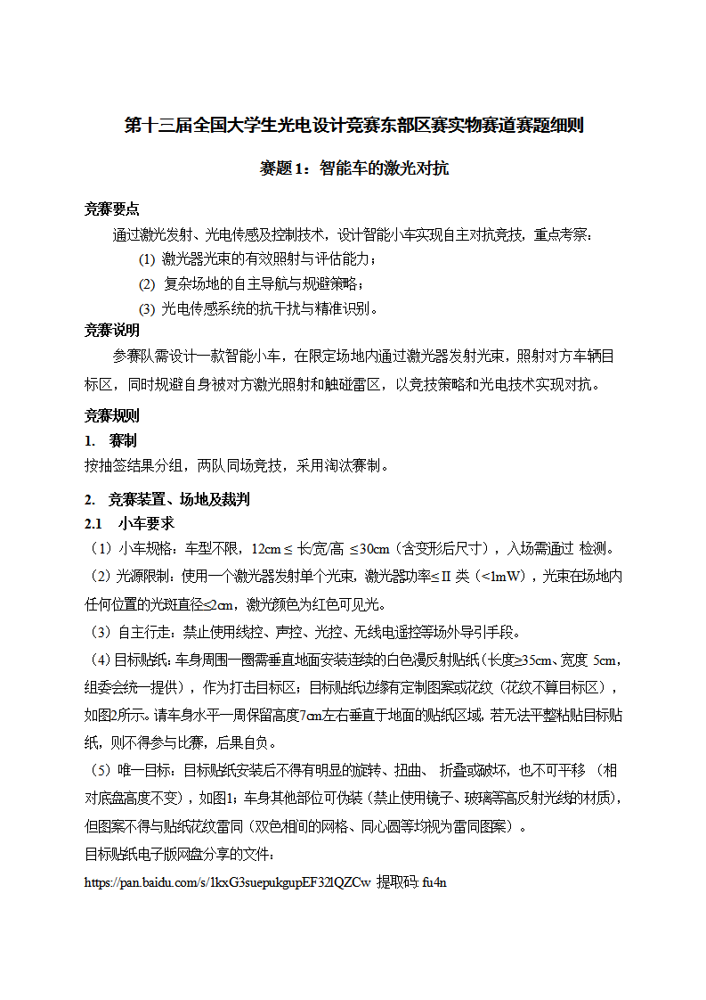 第十三届全国大学生光电设计竞赛东部区赛实物赛道赛题细则
赛题 1：智能车的激光对抗
竞赛要点
通过激光发射、光电传感及控制技术，设计智能小车实现自主对抗竞技，重点考察：
(1) 激光器光束的有效照射与评估能力；
(2) 复杂场地的自主导航与规避策略；
(3) 光电传感系统的抗干扰与精准识别。
竞赛说明
参赛队需设计一款智能小车，在限定场地内通过激光器发射光束，照射对方车辆目
标区，同时规避自身被对方激光照射和触碰雷区，以竞技策略和光电技术实现对抗。
竞赛规则
1. 赛制
按抽签结果分组，两队同场竞技，采用淘汰赛制。
2. 竞赛装置、场地及裁判
2.1 小车要求
（1）小车规格：车型不限，12cm ≤ 长/宽/高 ≤ 30cm（含变形后尺寸），入场需通过 检测。
（2）光源限制：使用一个激光器发射单个光束，激光器功率≤ II 类（<1mW），光束在场地内
任何位置的光斑直径≤2cm，激光颜色为红色可见光。
（3）自主行走：禁止使用线控、声控、光控、无线电遥控等场外导引手段。
（4）目标贴纸：车身周围一圈需垂直地面安装连续的白色漫反射贴纸（长度≥35cm、宽度 5cm，
组委会统一提供），作为打击目标区；目标贴纸边缘有定制图案或花纹（花纹不算目标区），
如图2所示。请车身水平一周保留高度7cm左右垂直于地面的贴纸区域，若无法平整粘贴目标贴
纸，则不得参与比赛，后果自负。
（5）唯一目标：目标贴纸安装后不得有明显的旋转、扭曲、 折叠或破坏，也不可平移 （相
对底盘高度不变），如图1；车身其他部位可伪装（禁止使用镜子、玻璃等高反射光线的材质），
但图案不得与贴纸花纹雷同（双色相间的网格、同心圆等均视为雷同图案）。
目标贴纸电子版网盘分享的文件：
https://pan.baidu.com/s/1kxG3suepukgupEF32lQZCw 提取码: fu4n